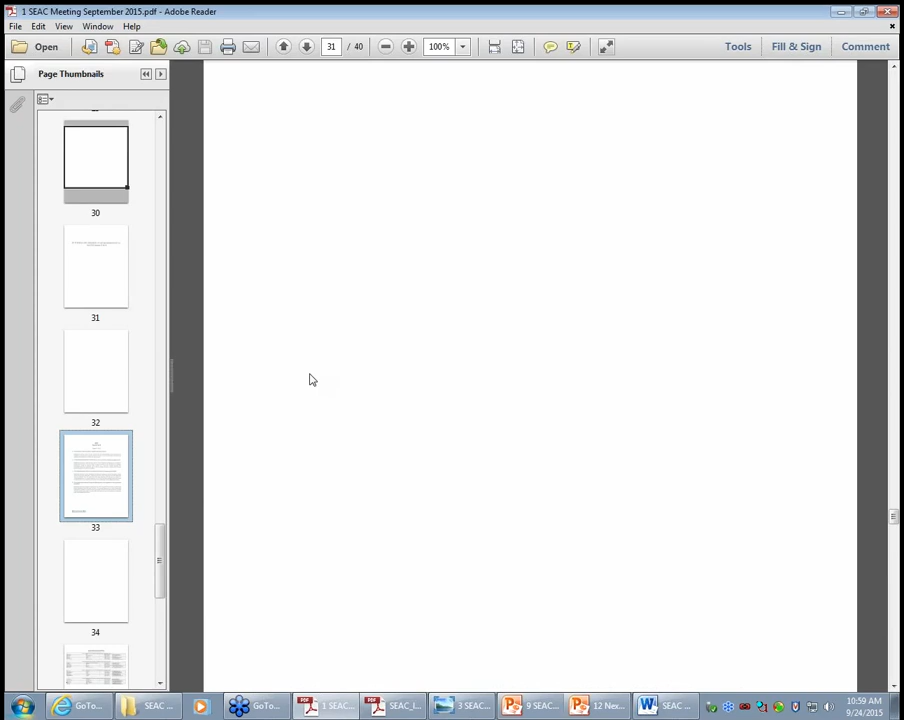 1 SEAC Meeting September 2015.pdf - Adobe Reader
File Edit View Window Help
Open
31 / 40
100%
Tools
Fill & Sign
Comment
Page Thumbnails
30
31
32
33
34
GoTo...
SEAC ...
GoTo...
1 SEAC...
SEAC_I...
3 SEAC...
9 SEAC...
12 Nex...
SEAC ...
10:59 AM
9/24/2015